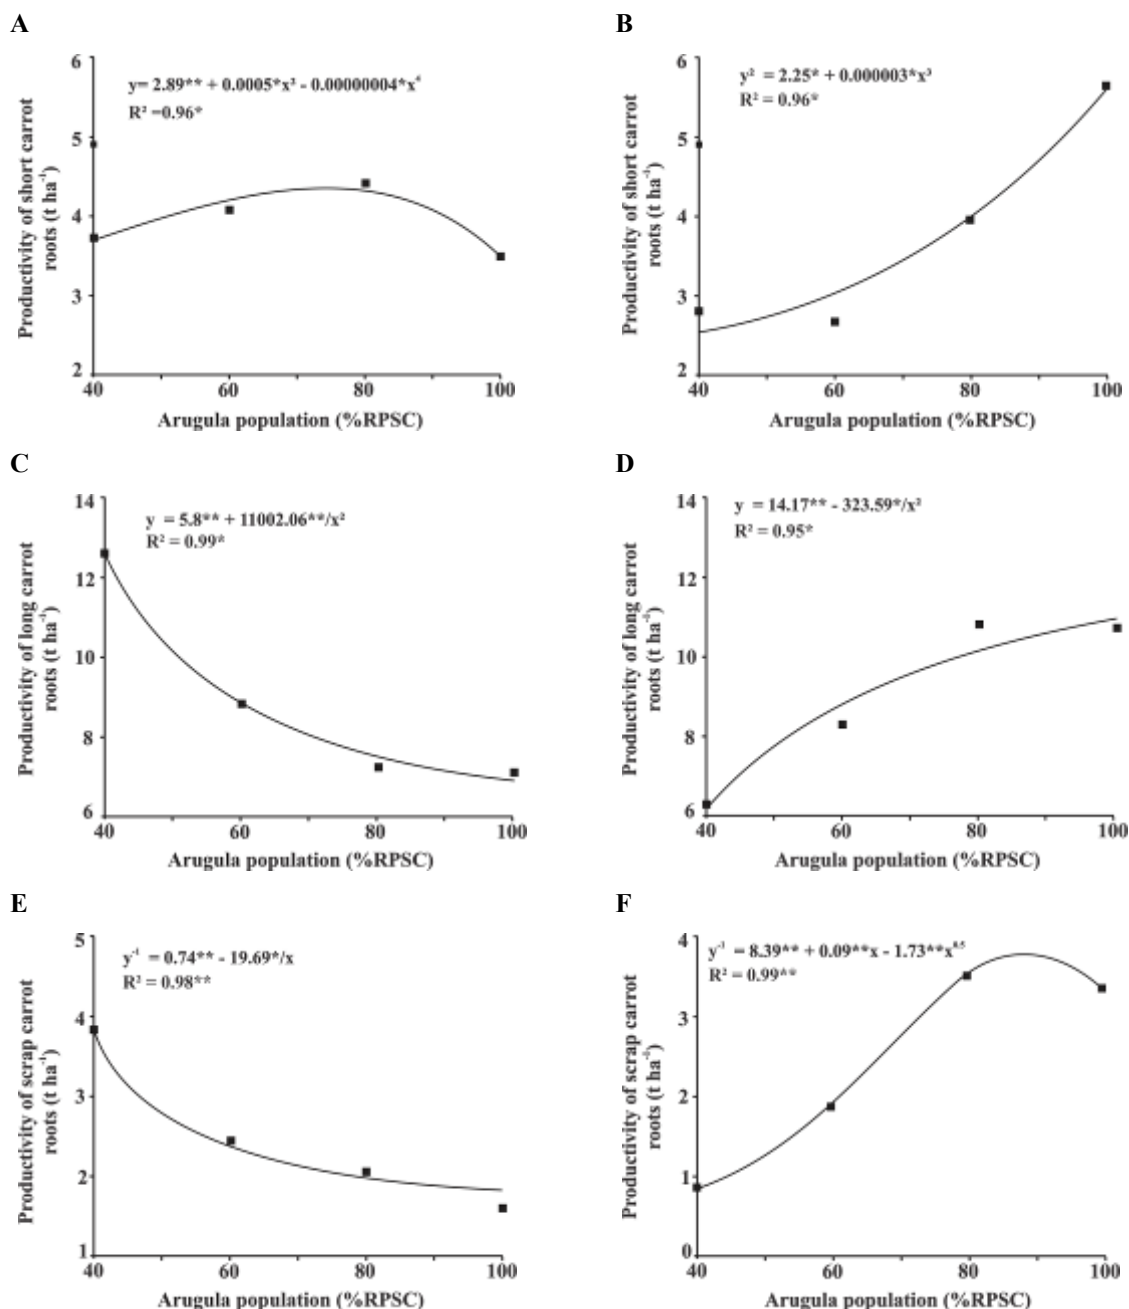 A
y= 2.89** + 0.0005*x² - 0.00000004*x⁴
R² =0.96*
Productivity of short carrot
roots (t ha⁻¹)
6
5
4
3
2
40
60
80
100
Arugula population (%RPSC)
B
y² = 2.25* + 0.000003*x³
R² = 0.96*
Productivity of short carrot
roots (t ha⁻¹)
6
5
4
3
2
40
60
80
100
Arugula population (%RPSC)
C
y = 5.8** + 11002.06**/x²
R² = 0.99*
Productivity of long carrot
roots (t ha⁻¹)
14
12
10
8
6
40
60
80
100
Arugula population (%RPSC)
D
y = 14.17** - 323.59*/x²
R² = 0.95*
Productivity of long carrot
roots (t ha⁻¹)
14
12
10
8
6
40
60
80
100
Arugula population (%RPSC)
E
y⁻¹ = 0.74** - 19.69*/x
R² = 0.98**
Productivity of scrap carrot
roots (t ha⁻¹)
5
4
3
2
1
40
60
80
100
Arugula population (%RPSC)
F
y⁻¹ = 8.39** + 0.09**x - 1.73**x⁰·⁵
R² = 0.99**
Productivity of scrap carrot
roots (t ha⁻¹)
4
3
2
1
0
40
60
80
100
Arugula population (%RPSC)